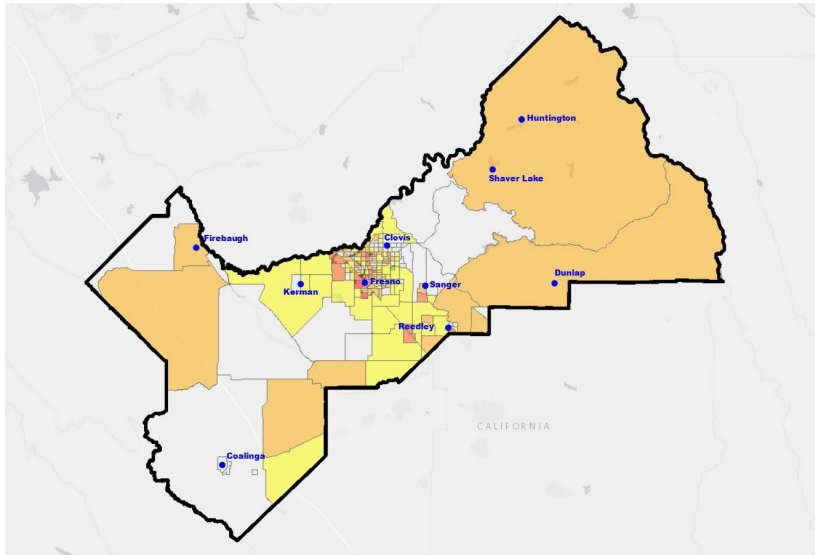 Huntington
Shaver Lake
Firebaugh
Clovis
Kerman
Fresno
Sanger
Dunlap
Reedley
CALIFORNIA
Coalinga